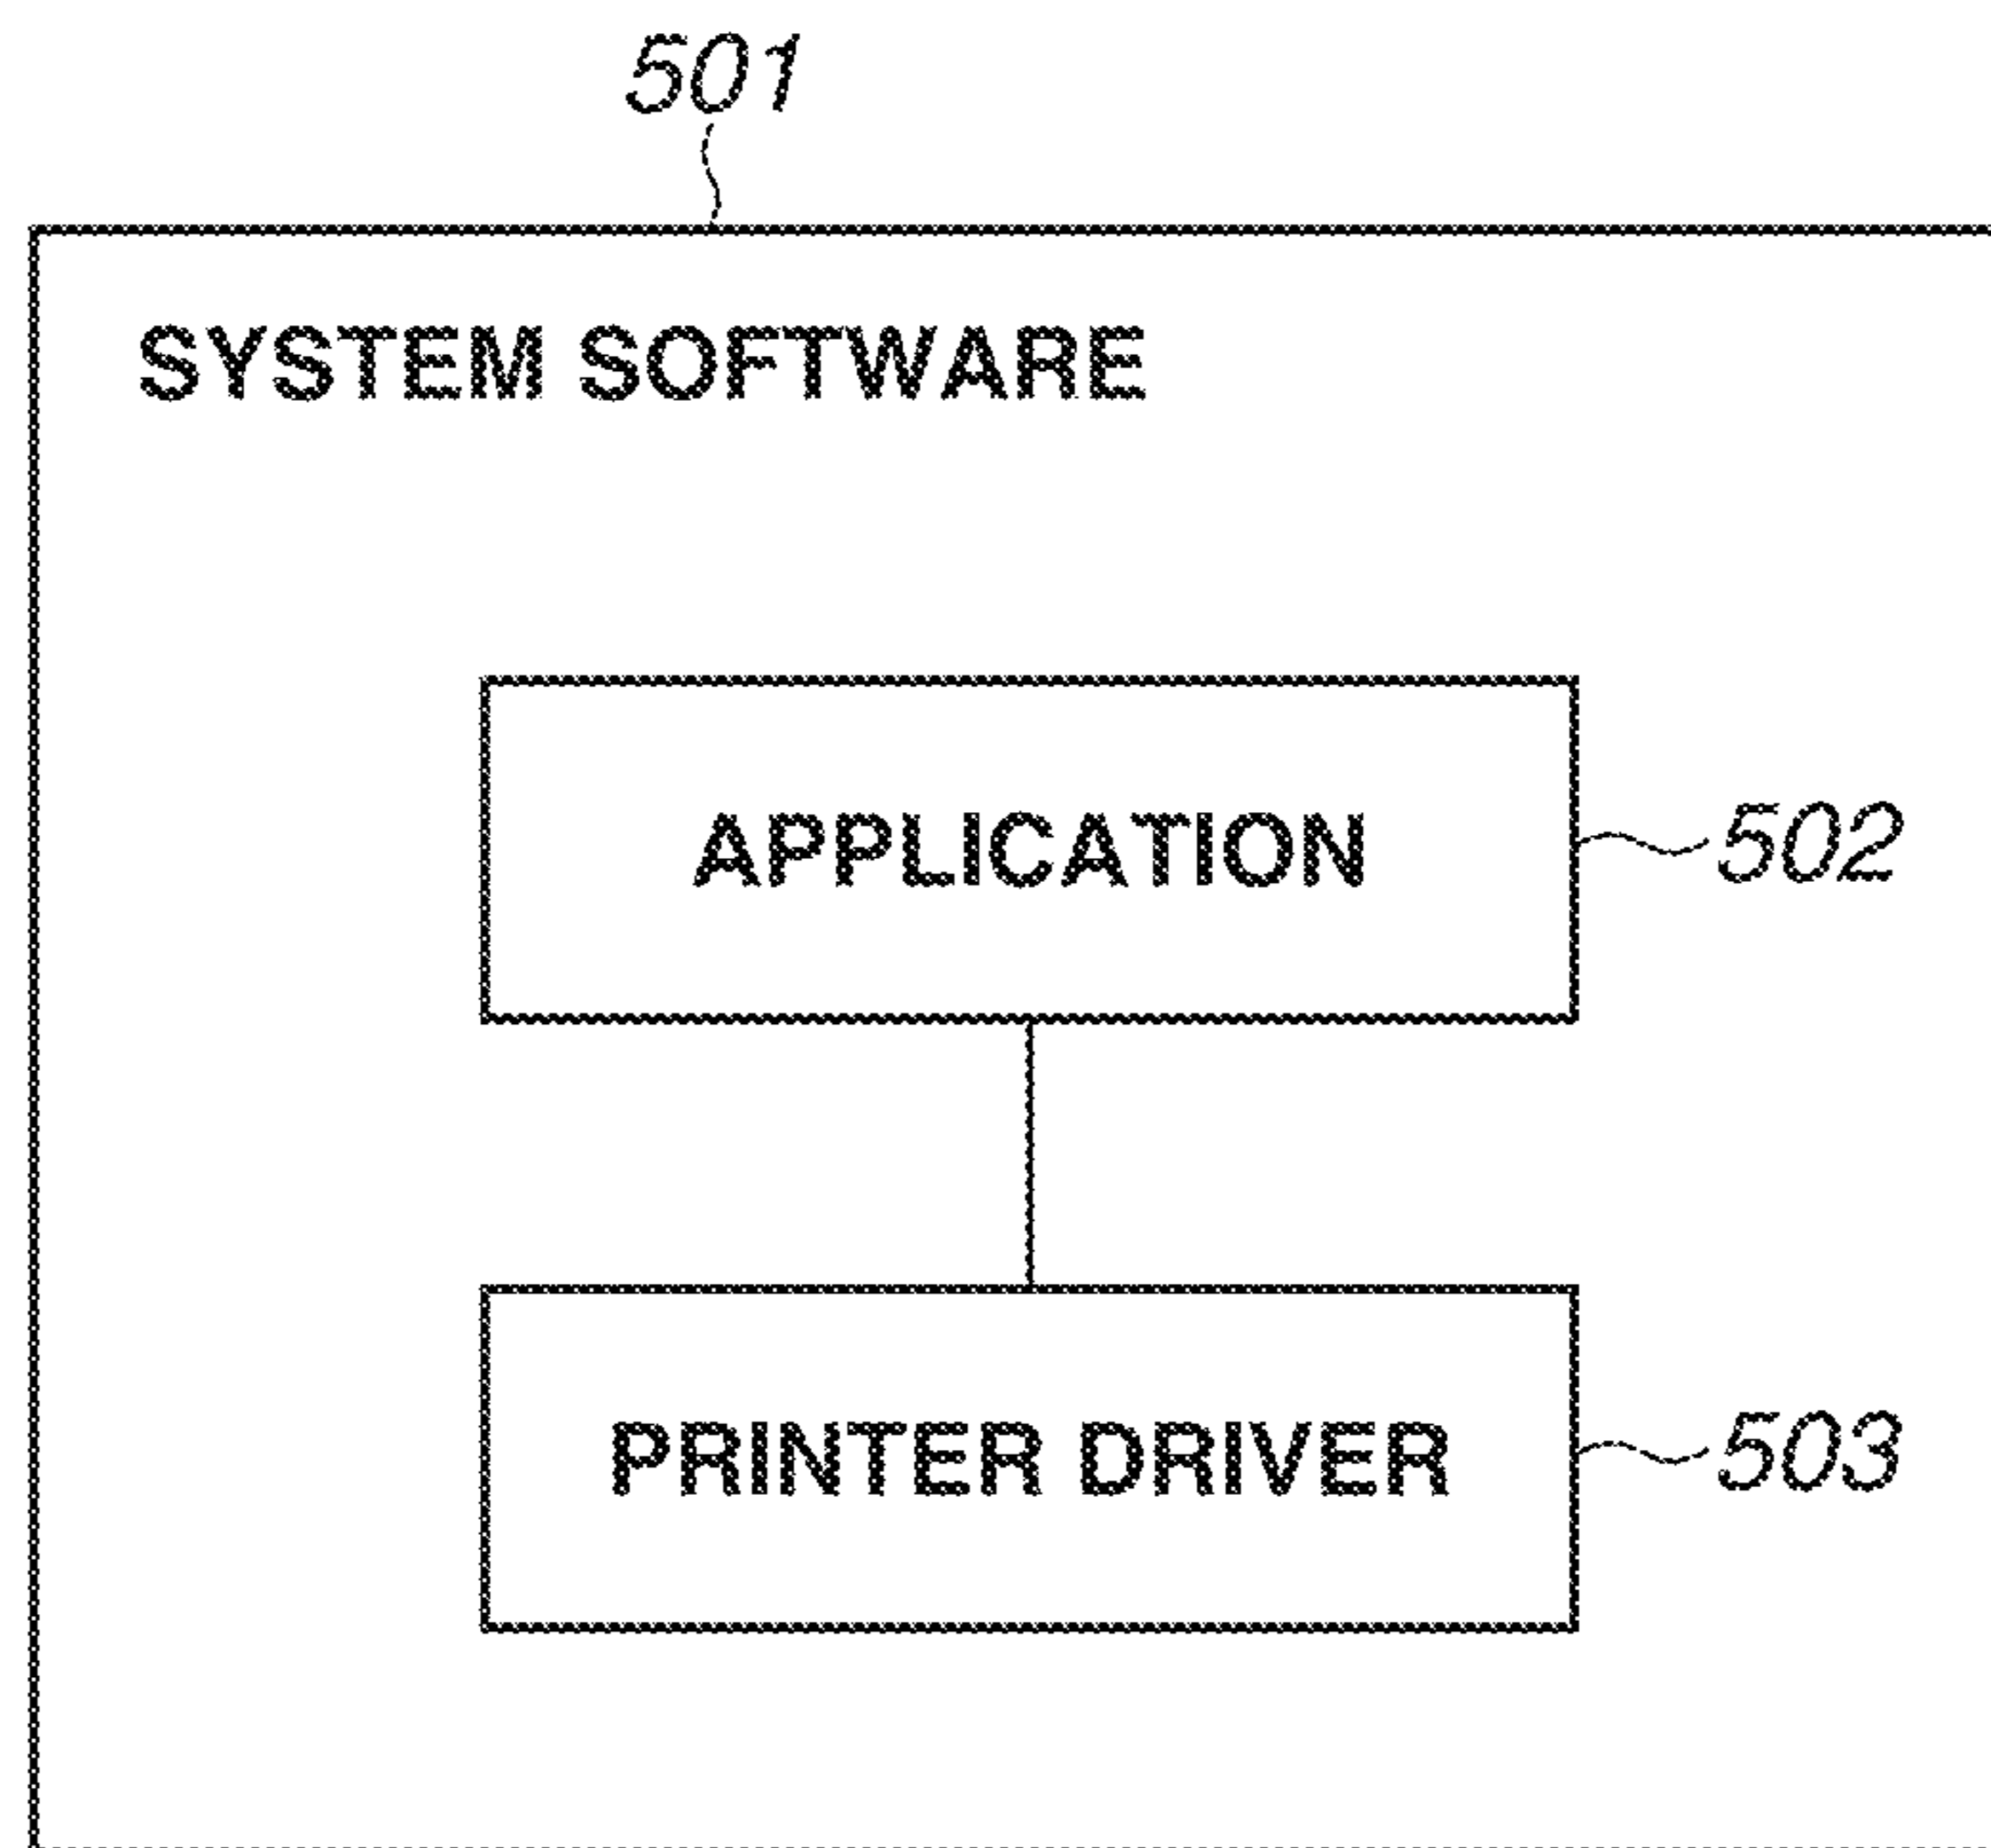 501
SYSTEM SOFTWARE
APPLICATION
502
PRINTER DRIVER
503